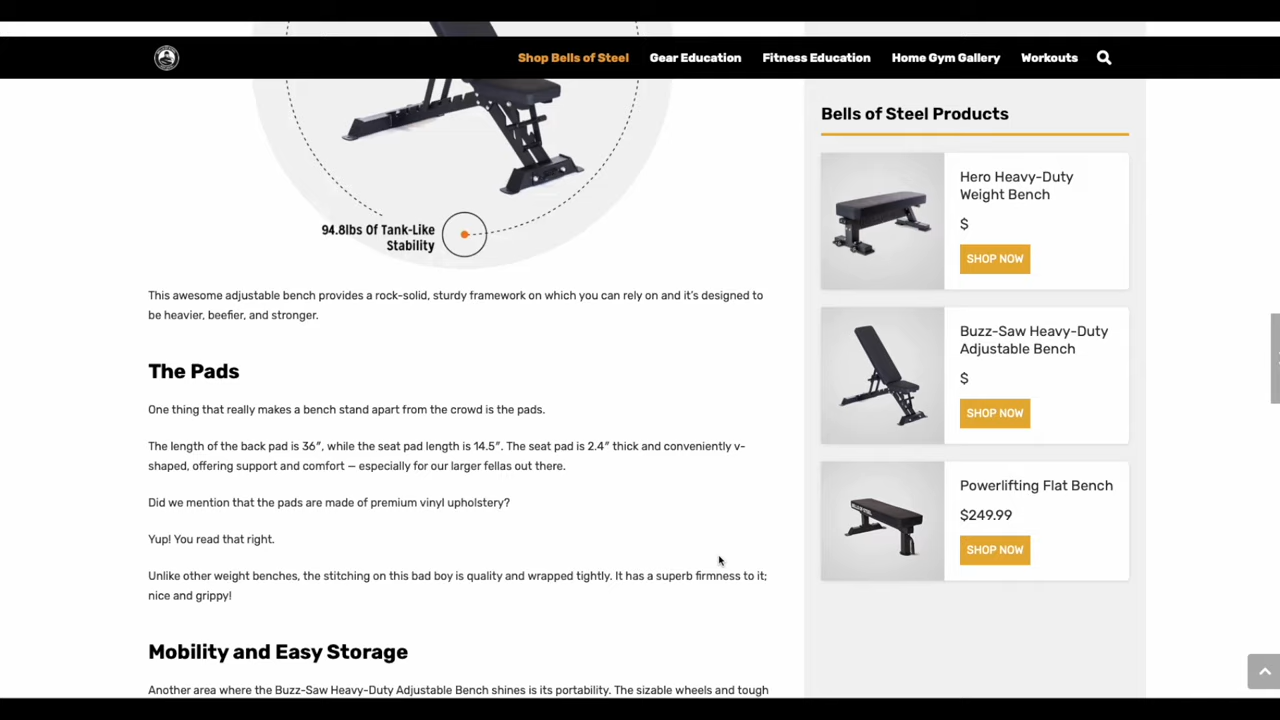 Shop Bells of Steel
Gear Education
Fitness Education
Home Gym Gallery
Workouts
94.8lbs Of Tank-Like
Stability
This awesome adjustable bench provides a rock-solid, sturdy framework on which you can rely on and it's designed to
be heavier, beefier, and stronger.
The Pads
One thing that really makes a bench stand apart from the crowd is the pads.
The length of the back pad is 36″, while the seat pad length is 14.5″. The seat pad is 2.4″ thick and conveniently v-
shaped, offering support and comfort – especially for our larger fellas out there.
Did we mention that the pads are made of premium vinyl upholstery?
Yup! You read that right.
Unlike other weight benches, the stitching on this bad boy is quality and wrapped tightly. It has a superb firmness to it;
nice and grippy!
Mobility and Easy Storage
Another area where the Buzz-Saw Heavy-Duty Adjustable Bench shines is its portability. The sizable wheels and tough
Bells of Steel Products
Hero Heavy-Duty
Weight Bench
$
SHOP NOW
Buzz-Saw Heavy-Duty
Adjustable Bench
$
SHOP NOW
Powerlifting Flat Bench
$249.99
SHOP NOW